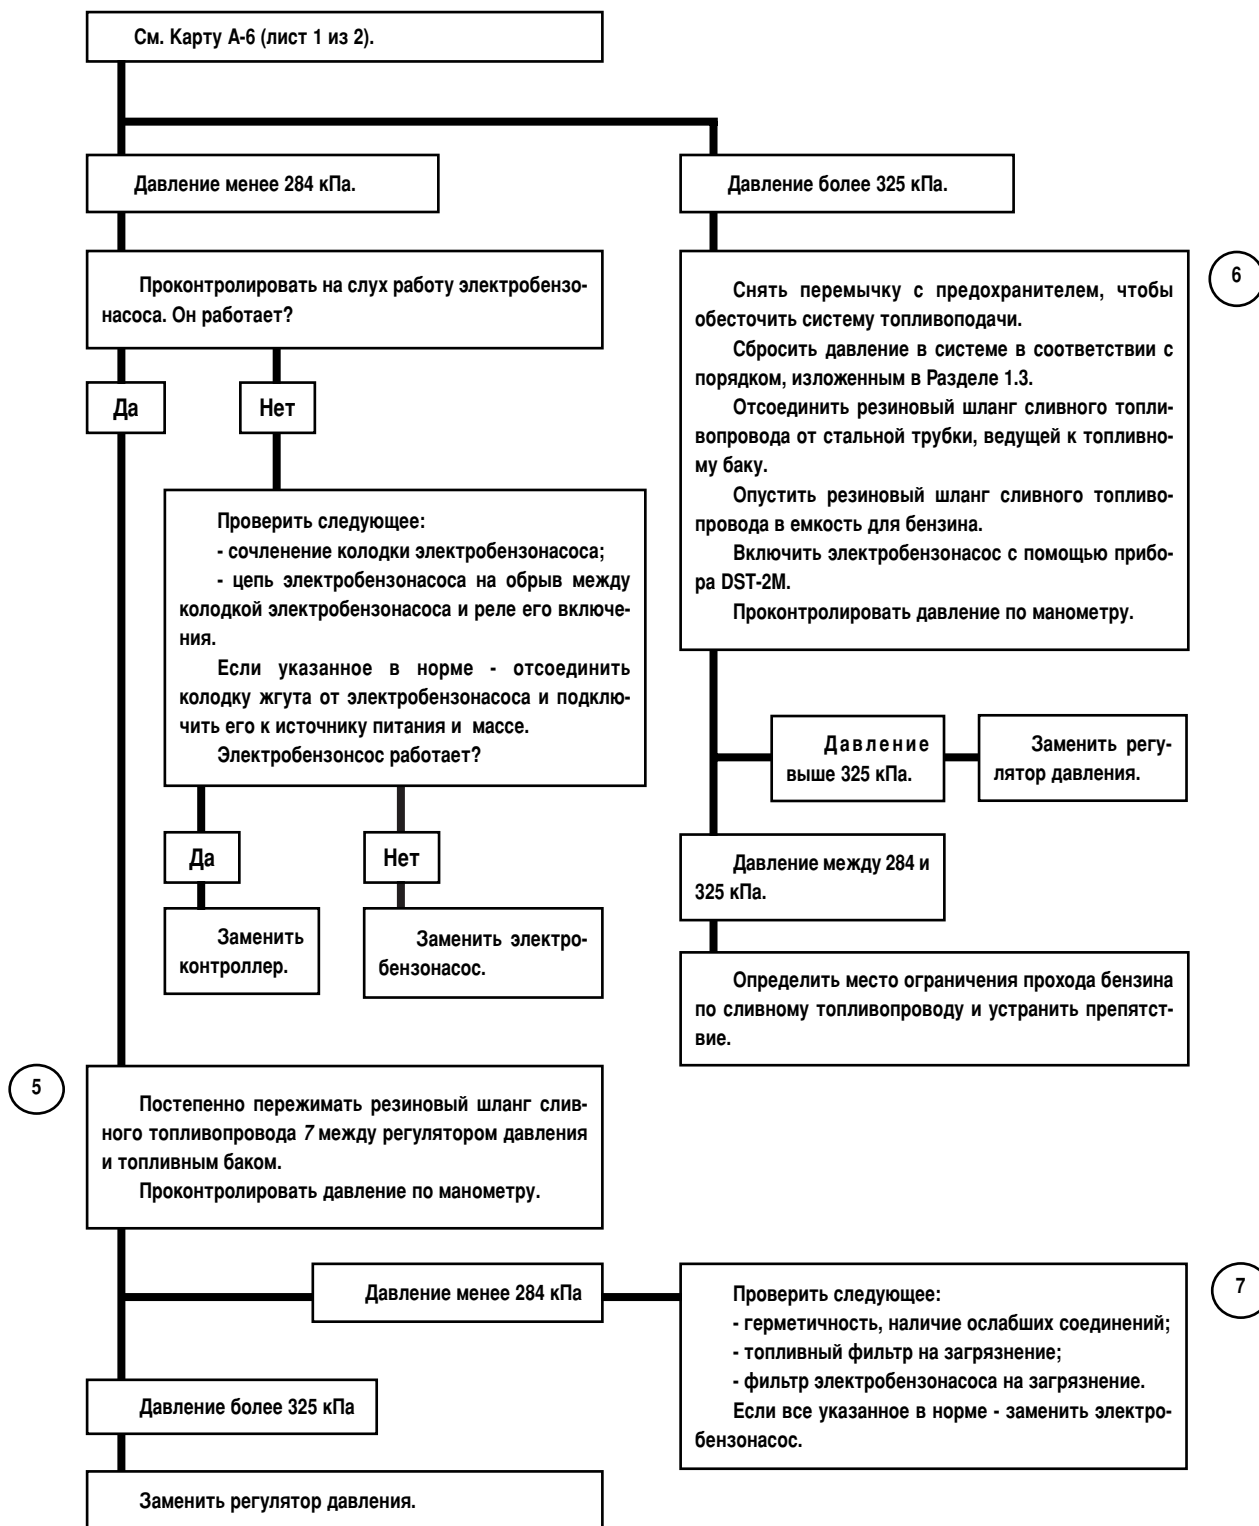 См. Карту А-6 (лист 1 из 2).
Давление менее 284 кПа.
Давление более 325 кПа.
Проконтролировать на слух работу электробензо-
насоса. Он работает?
Да
Нет
Проверить следующее:
- сочленение колодки электробензонасоса;
- цепь электробензонасоса на обрыв между
колодкой электробензонасоса и реле его включе-
ния.
Если указанное в норме - отсоединить
колодку жгута от электробензонасоса и подклю-
чить его к источнику питания и массе.
Электробензонсос работает?
Да
Нет
Заменить
контроллер.
Заменить электро-
бензонасос.
6
Снять перемычку с предохранителем, чтобы
обесточить систему топливоподачи.
Сбросить давление в системе в соответствии с
порядком, изложенным в Разделе 1.3.
Отсоединить резиновый шланг сливного топли-
вопровода от стальной трубки, ведущей к топливно-
му баку.
Опустить резиновый шланг сливного топливо-
провода в емкость для бензина.
Включить электробензонасос с помощью прибо-
ра DST-2M.
Проконтролировать давление по манометру.
Давление
выше 325 кПа.
Заменить регу-
лятор давления.
Давление между 284 и
325 кПа.
Определить место ограничения прохода бензина
по сливному топливопроводу и устранить препятст-
вие.
5
Постепенно пережимать резиновый шланг слив-
ного топливопровода 7 между регулятором давления
и топливным баком.
Проконтролировать давление по манометру.
Давление менее 284 кПа
7
Проверить следующее:
- герметичность, наличие ослабших соединений;
- топливный фильтр на загрязнение;
- фильтр электробензонасоса на загрязнение.
Если все указанное в норме - заменить электро-
бензонасос.
Давление более 325 кПа
Заменить регулятор давления.